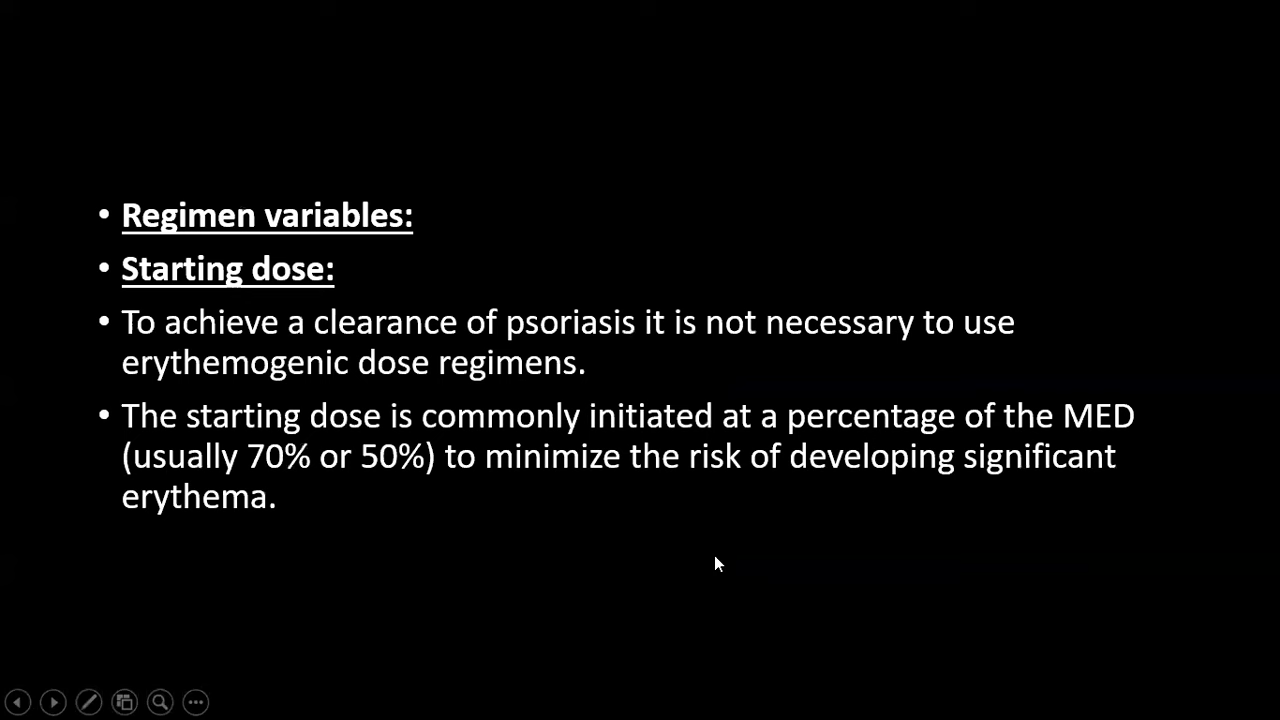 • Regimen variables:
• Starting dose:
• To achieve a clearance of psoriasis it is not necessary to use
erythemogenic dose regimens.
• The starting dose is commonly initiated at a percentage of the MED
(usually 70% or 50%) to minimize the risk of developing significant
erythema.